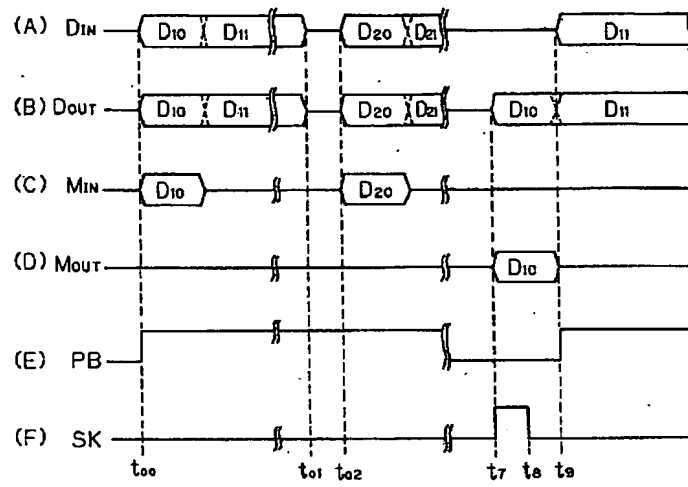 (A) DIN D10 D11 D20 D21 D11
(B) DOUT D10 D11 D20 D21 D10 D11
(C) MIN D10 D20
(D) MOUT D10
(E) PB
(F) SK
t00 t01 t02 t7 t8 t9